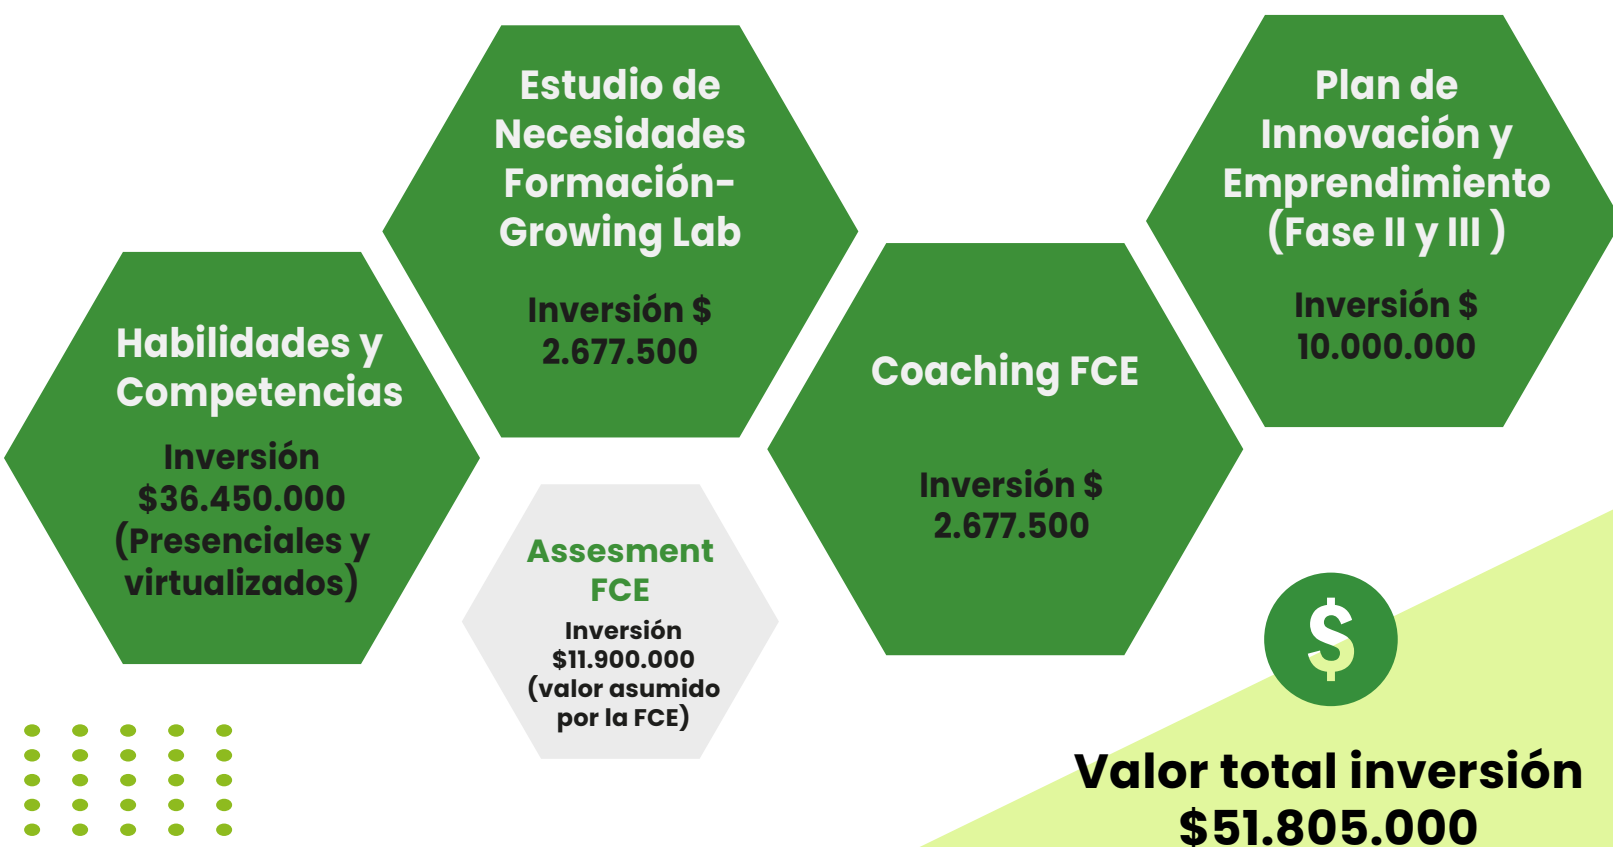 Habilidades y
Competencias
Inversión
$36.450.000
(Presenciales y
virtualizados)
Estudio de
Necesidades
Formación-
Growing Lab
Inversión $
2.677.500
Assesment
FCE
Inversión
$11.900.000
(valor asumido
por la FCE)
Coaching FCE
Inversión $
2.677.500
Plan de
Innovación y
Emprendimiento
(Fase II y III )
Inversión $
10.000.000
$
Valor total inversión
$51.805.000